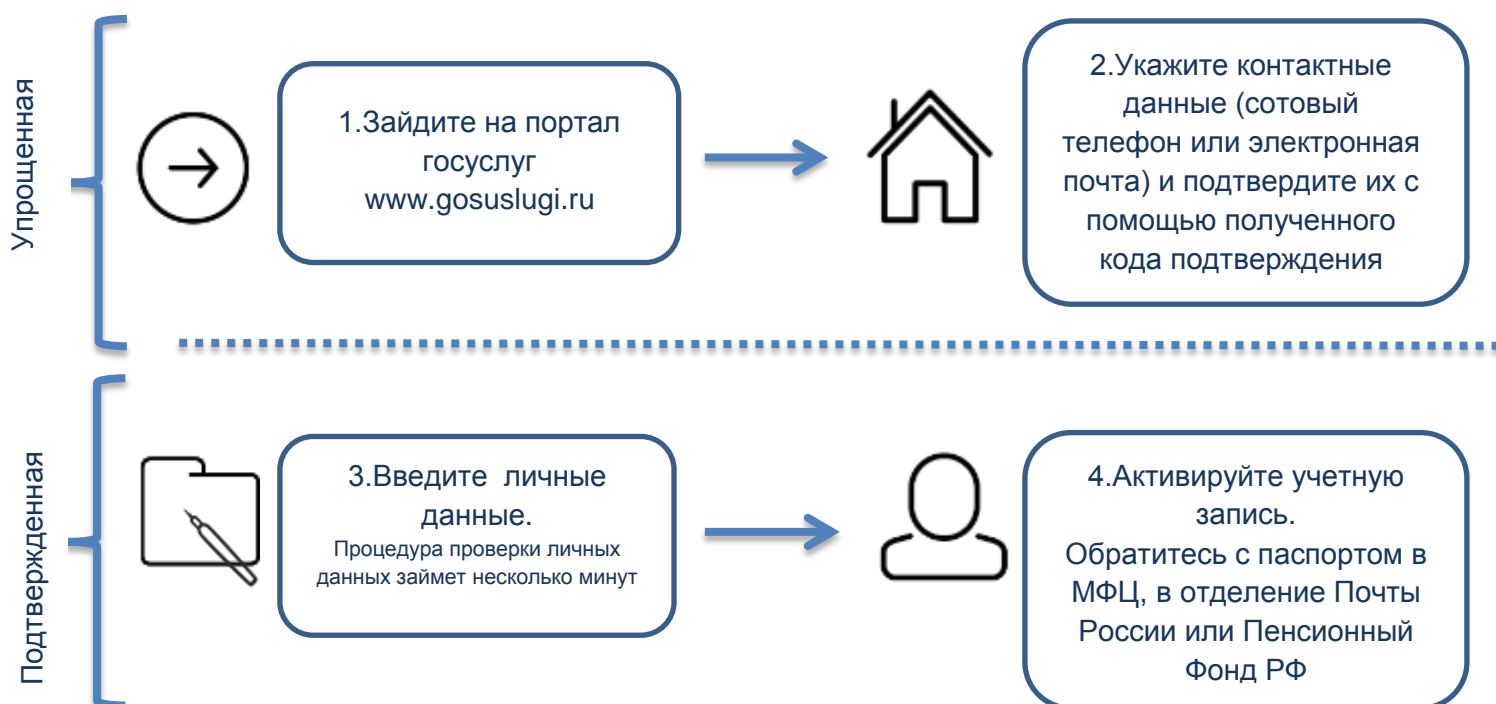 Упрощенная
1.Зайдите на портал
госуслуг
www.gosuslugi.ru
2.Укажите контактные
данные (сотовый
телефон или электронная
почта) и подтвердите их с
помощью полученного
кода подтверждения
Подтвержденная
3.Введите личные
данные.
Процедура проверки личных
данных займет несколько минут
4.Активируйте учетную
запись.
Обратитесь с паспортом в
МФЦ, в отделение Почты
России или Пенсионный
Фонд РФ